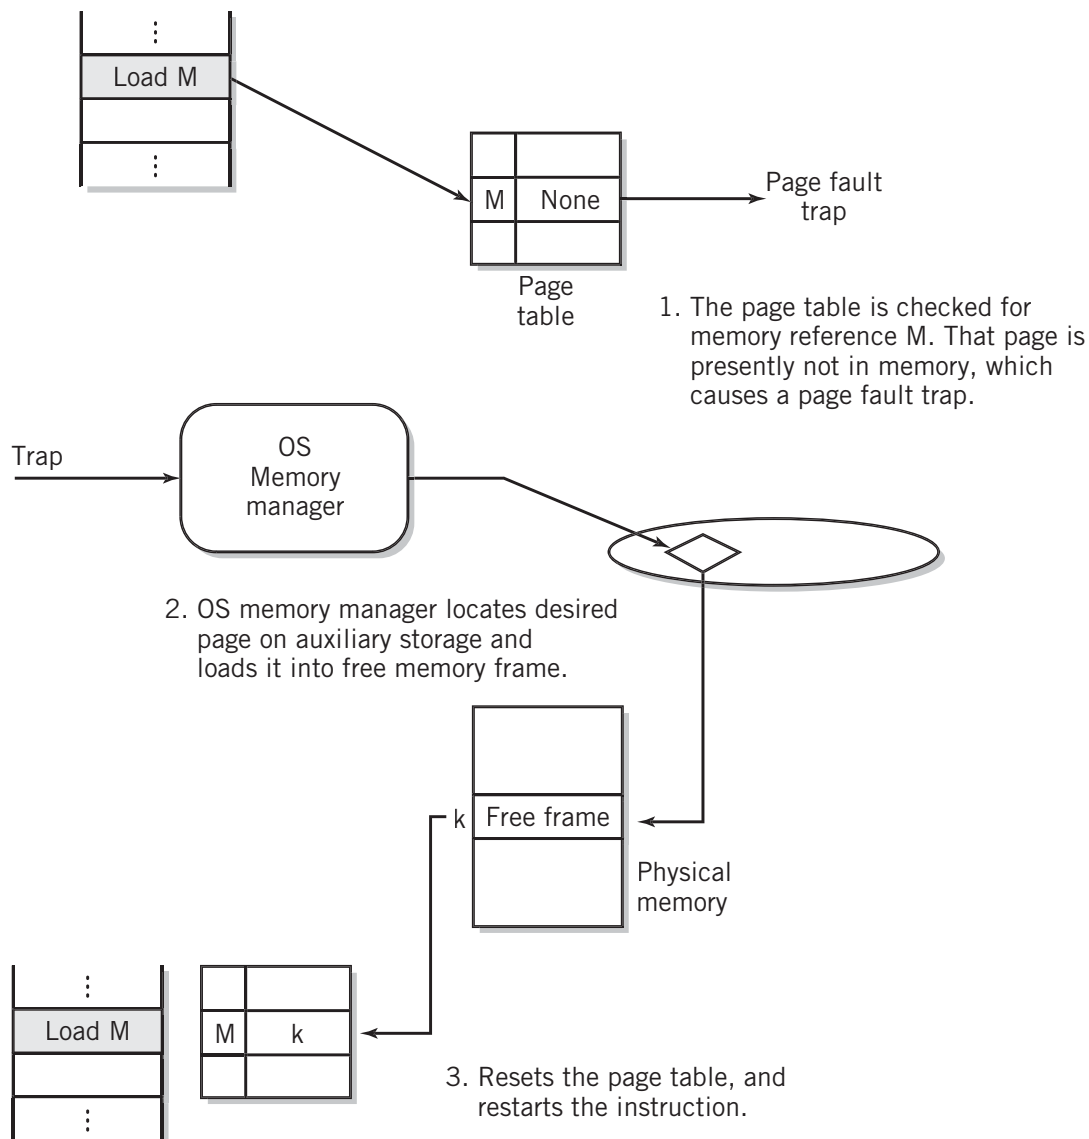 ⋮
Load M
⋮
M None
Page fault
trap
Page
table
1. The page table is checked for
memory reference M. That page is
presently not in memory, which
causes a page fault trap.
Trap
OS
Memory
manager
2. OS memory manager locates desired
page on auxiliary storage and
loads it into free memory frame.
k Free frame
Physical
memory
⋮
Load M
⋮
M k
3. Resets the page table, and
restarts the instruction.